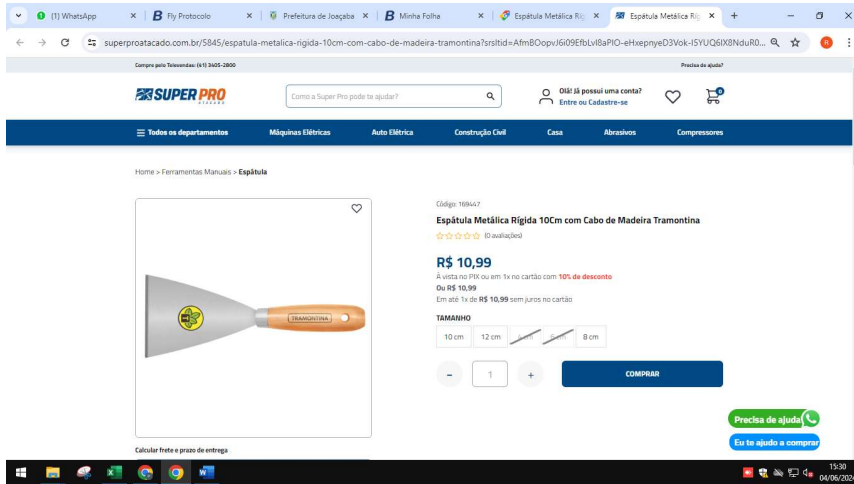 (1) WhatsApp
Fly Protocolo
Prefeitura de Joaçaba
Minha Folha
Espátula Metálica Ríg
Espátula Metálica Ríg
superproatacado.com.br/5845/espatula-metalica-rigida-10cm-com-cabo-de-madeira-tramontina?srsltid=
Compre pelo Televendas: (41) 3405-2800
Precisa de ajuda?
SUPER PRO
ATACADO
Como a Super Pro pode te ajudar?
Olá! Já possui uma conta?
Entre ou Cadastre-se
0
Todos os departamentos
Máquinas Elétricas
Auto Elétrica
Construção Civil
Casa
Abrasivos
Compressores
Home > Ferramentas Manuais > Espátula
TRAMONTINA
Código: 169447
Espátula Metálica Rígida 10Cm com Cabo de Madeira Tramontina
(0 avaliações)
R$ 10,99
À vista no PIX ou em 1x no cartão com 10% de desconto
Ou R$ 10,99
Em até 1x de R$ 10,99 sem juros no cartão
TAMANHO
10 cm
12 cm
8 cm
-
1
+
COMPRAR
Precisa de ajuda
Eu te ajudo a comprar
Calcular frete e prazo de entrega
15:30
04/06/2024